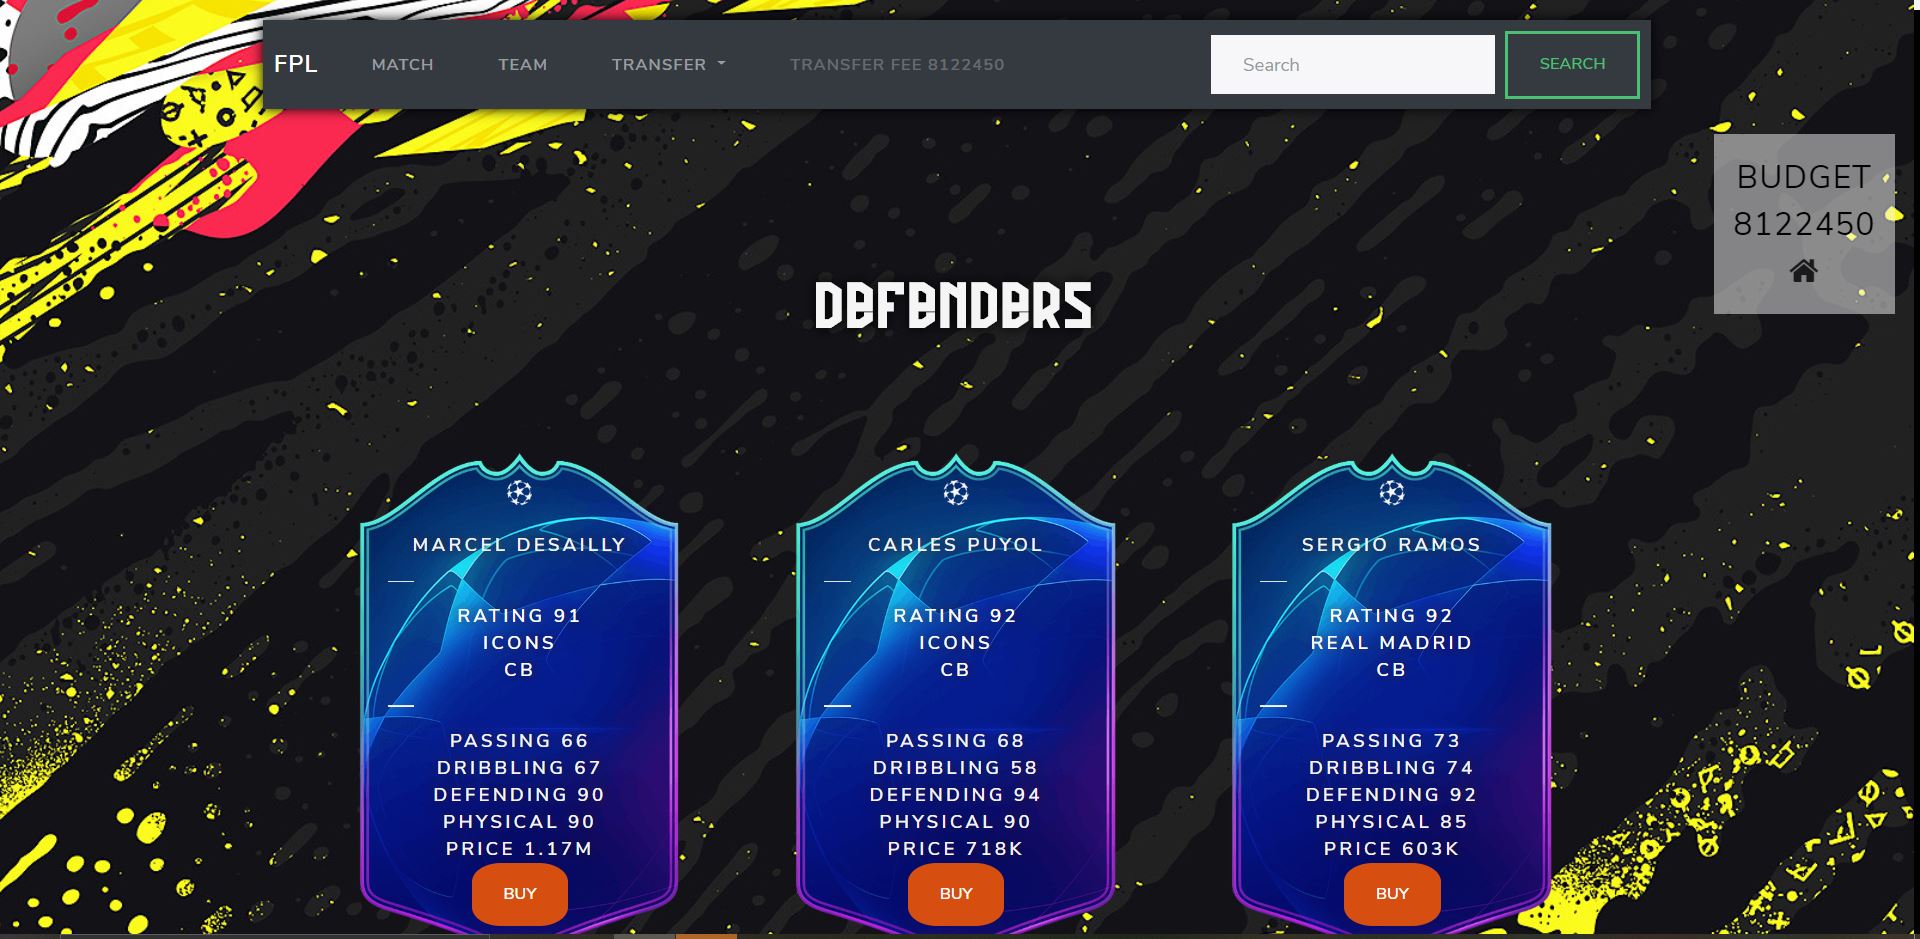 FPL MATCH TEAM TRANSFER TRANSFER FEE 8122450 Search SEARCH
BUDGET
8122450
DEFENDERS
MARCEL DESAILLY
RATING 91
ICONS
CB
PASSING 66
DRIBBLING 67
DEFENDING 90
PHYSICAL 90
PRICE 1.17M
BUY
CARLES PUYOL
RATING 92
ICONS
CB
PASSING 68
DRIBBLING 58
DEFENDING 94
PHYSICAL 90
PRICE 718K
BUY
SERGIO RAMOS
RATING 92
REAL MADRID
CB
PASSING 73
DRIBBLING 74
DEFENDING 92
PHYSICAL 85
PRICE 603K
BUY